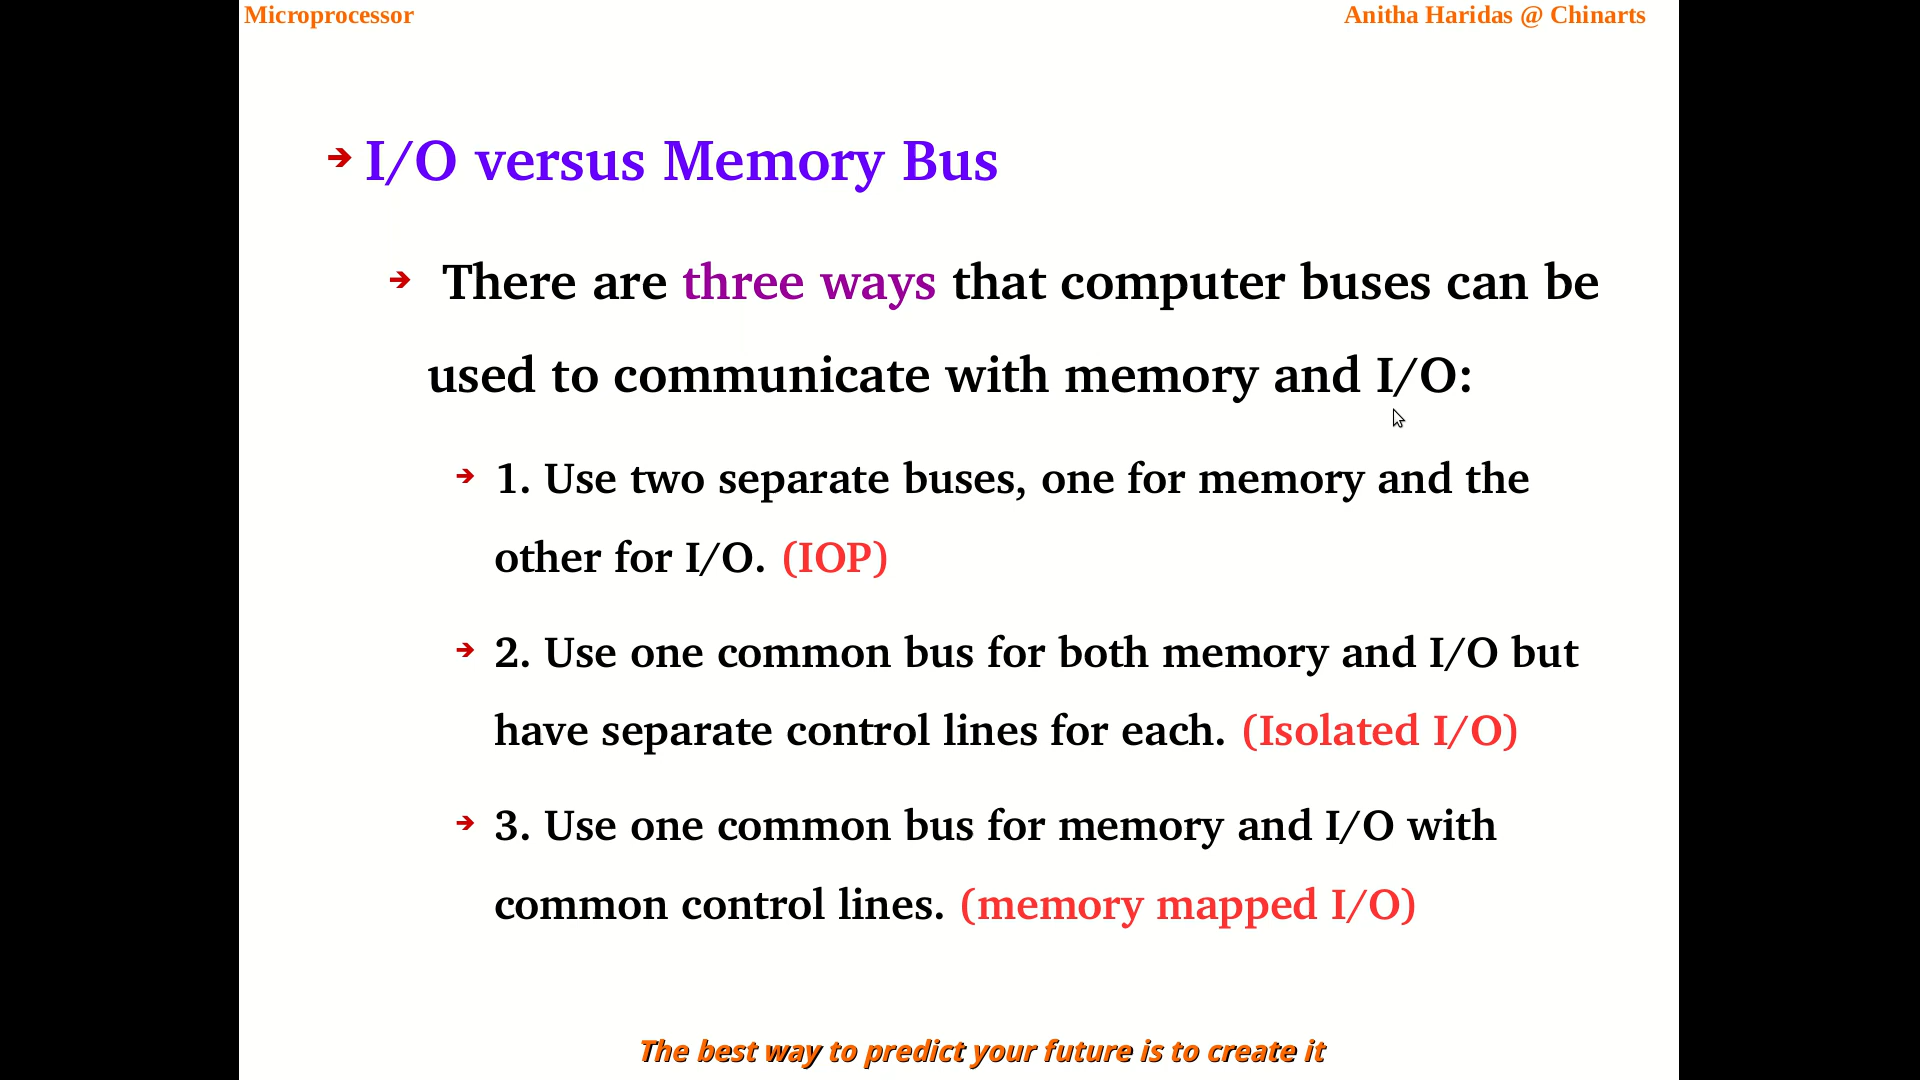 Microprocessor
Anitha Haridas @ Chinarts
I/O versus Memory Bus
There are three ways that computer buses can be
used to communicate with memory and I/O:
1. Use two separate buses, one for memory and the
other for I/O. (IOP)
2. Use one common bus for both memory and I/O but
have separate control lines for each. (Isolated I/O)
3. Use one common bus for memory and I/O with
common control lines. (memory mapped I/O)
The best way to predict your future is to create it